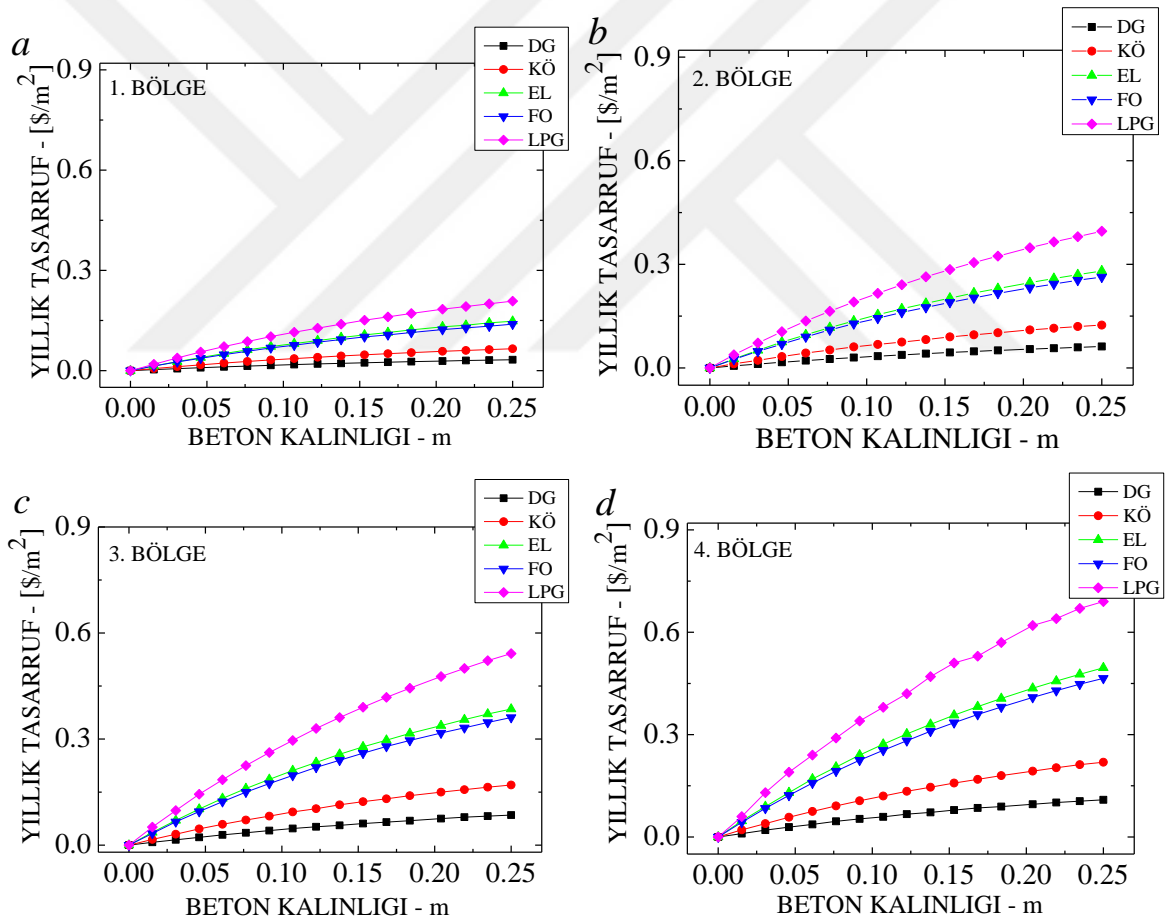 a
DG
KÖ
EL
FO
LPG
1. BÖLGE
YILLIK TASARRUF - [$/m²]
0.9
0.6
0.3
0.0
0.00 0.05 0.10 0.15 0.20 0.25
BETON KALINLIGI - m
b
DG
KÖ
EL
FO
LPG
2. BÖLGE
YILLIK TASARRUF - [$/m²]
0.9
0.6
0.3
0.0
0.00 0.05 0.10 0.15 0.20 0.25
BETON KALINLIGI - m
c
DG
KÖ
EL
FO
LPG
3. BÖLGE
YILLIK TASARRUF - [$/m²]
0.9
0.6
0.3
0.0
0.00 0.05 0.10 0.15 0.20 0.25
BETON KALINLIGI - m
d
DG
KÖ
EL
FO
LPG
4. BÖLGE
YILLIK TASARRUF - [$/m²]
0.9
0.6
0.3
0.0
0.00 0.05 0.10 0.15 0.20 0.25
BETON KALINLIGI - m